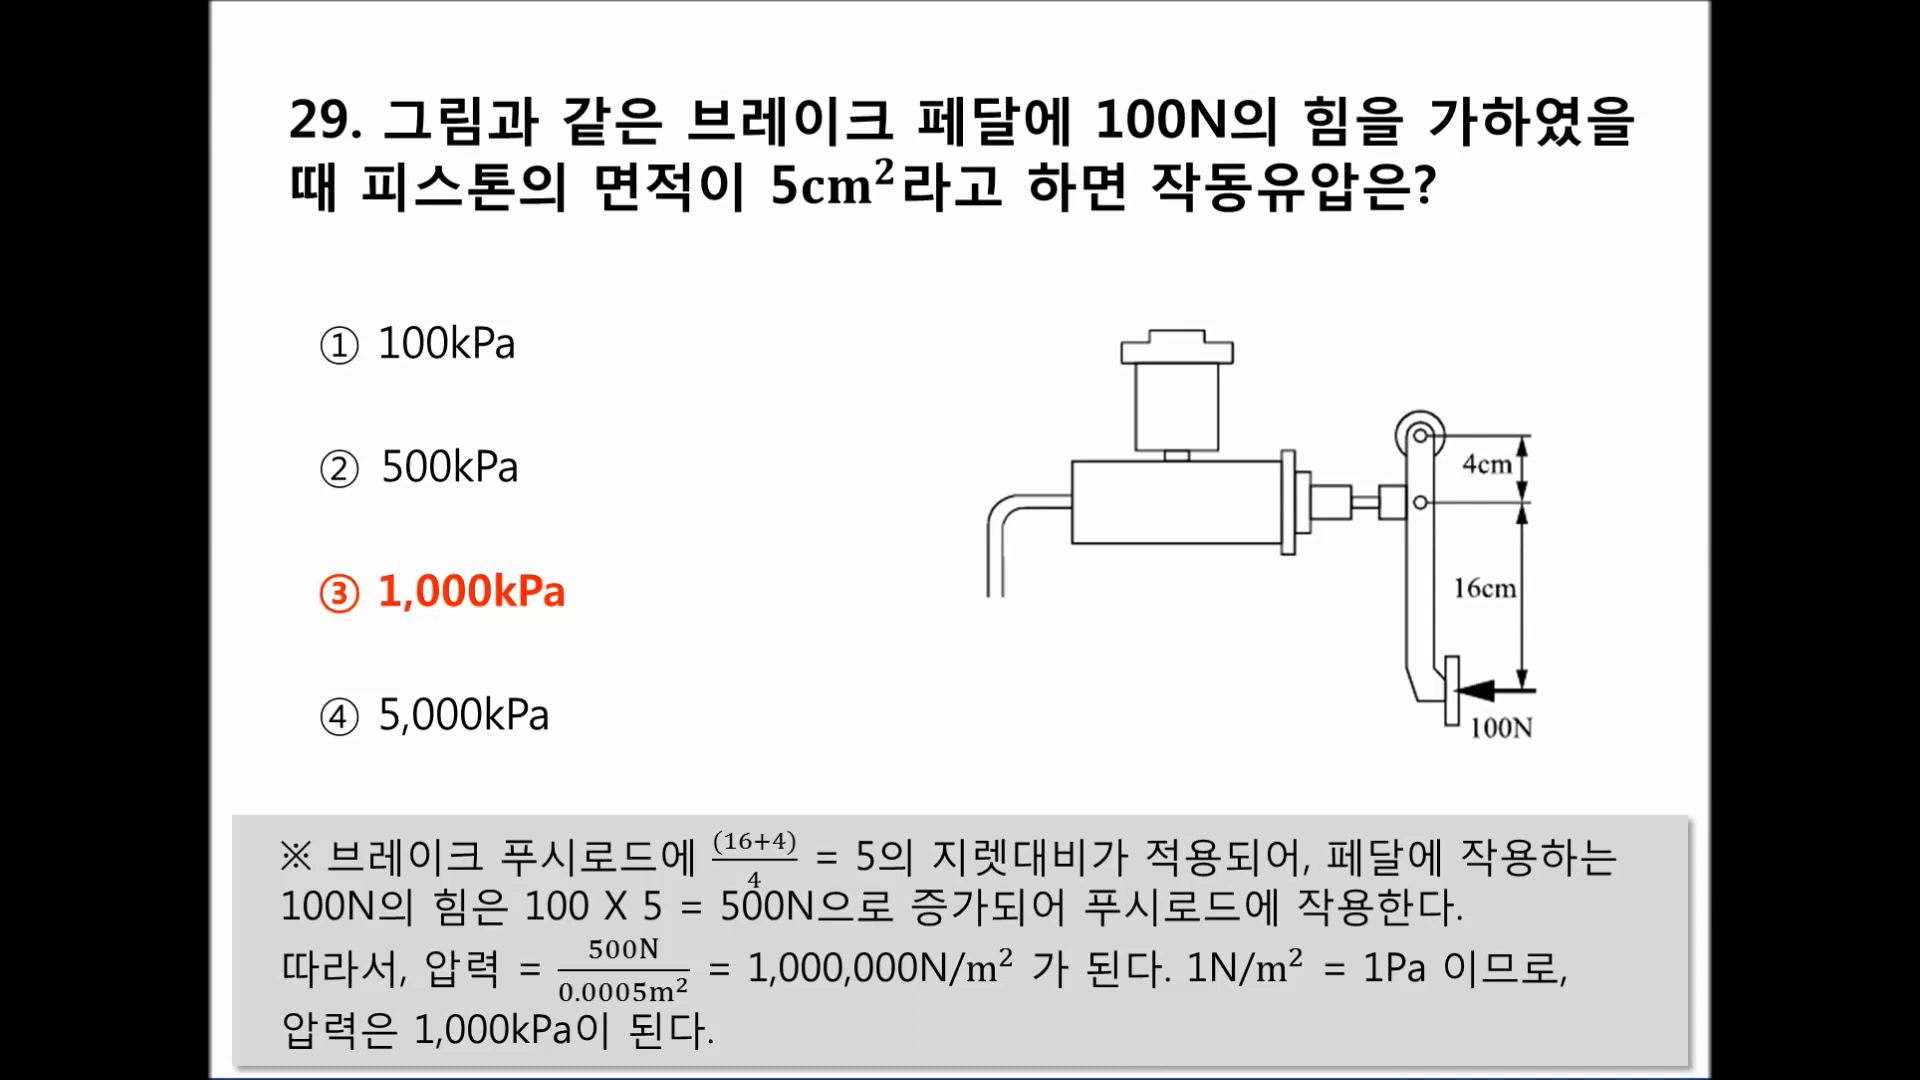 29. 그림과 같은 브레이크 페달에 100N의 힘을 가하였을
때 피스톤의 면적이 5cm²라고 하면 작동유압은?
① 100kPa
② 500kPa
③ 1,000kPa
④ 5,000kPa
4cm
16cm
100N
※ 브레이크 푸시로드에 (16+4)/4 = 5의 지렛대비가 적용되어, 페달에 작용하는
100N의 힘은 100 X 5 = 500N으로 증가되어 푸시로드에 작용한다.
따라서, 압력 = 500N/0.0005m² = 1,000,000N/m² 가 된다. 1N/m² = 1Pa 이므로,
압력은 1,000kPa이 된다.